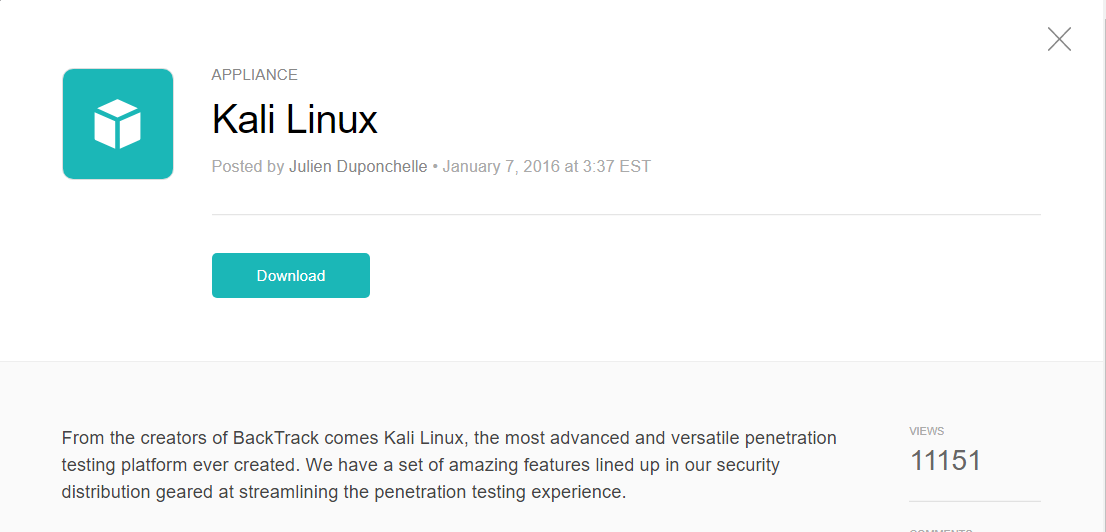 APPLIANCE
Kali Linux
Posted by Julien Duponchelle • January 7, 2016 at 3:37 EST
Download
From the creators of BackTrack comes Kali Linux, the most advanced and versatile penetration
testing platform ever created. We have a set of amazing features lined up in our security
distribution geared at streamlining the penetration testing experience.
VIEWS
11151